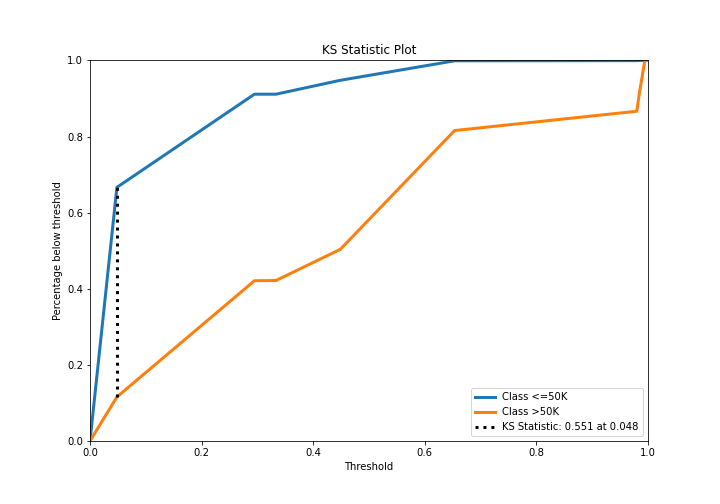 KS Statistic Plot
1.0
0.8
0.6
0.4
0.2
0.0
Percentage below threshold
0.0 0.2 0.4 0.6 0.8 1.0
Threshold
Class <=50K
Class >50K
KS Statistic: 0.551 at 0.048